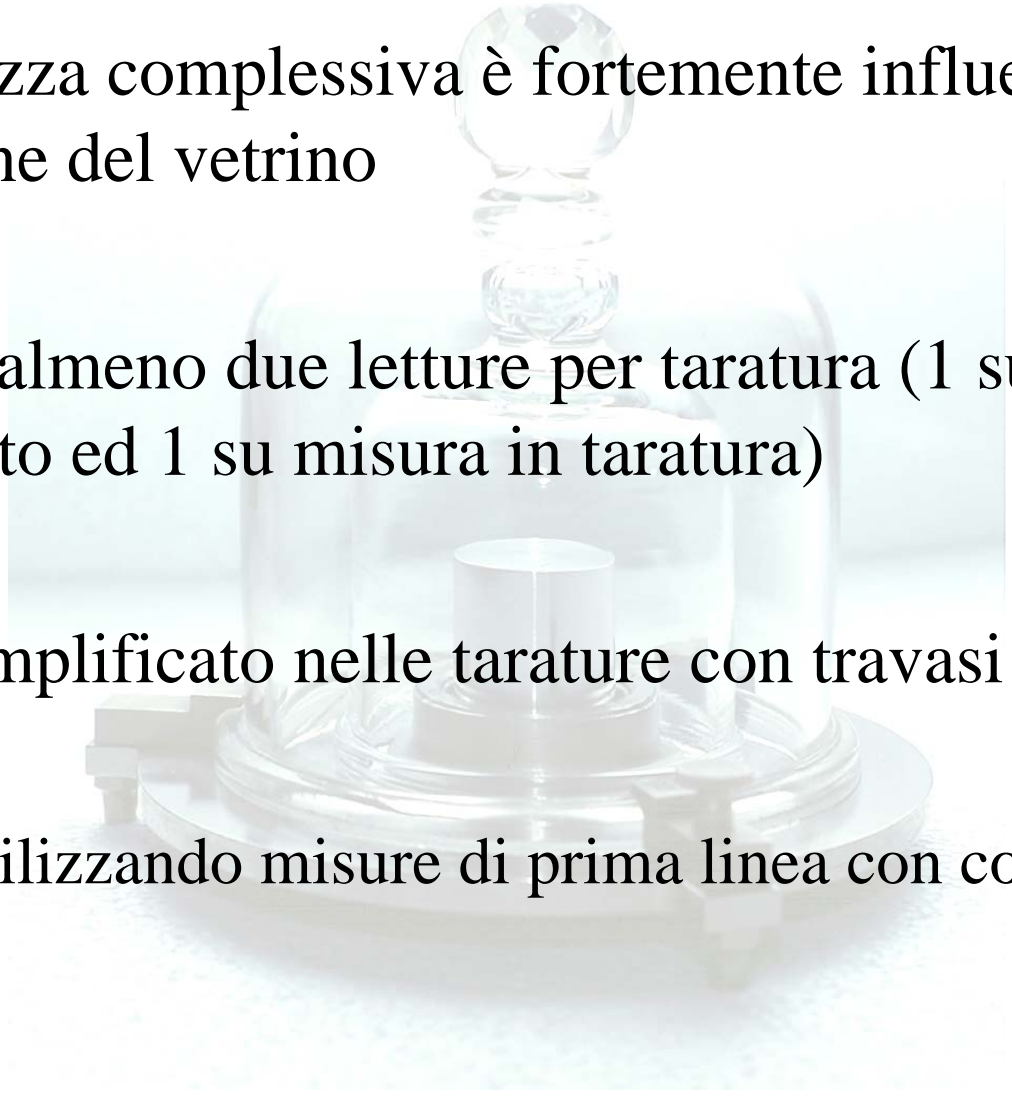 zza complessiva è fortemente influe
ne del vetrino
almeno due letture per taratura (1 su
to ed 1 su misura in taratura)
mplificato nelle tarature con travasi
ilizzando misure di prima linea con co